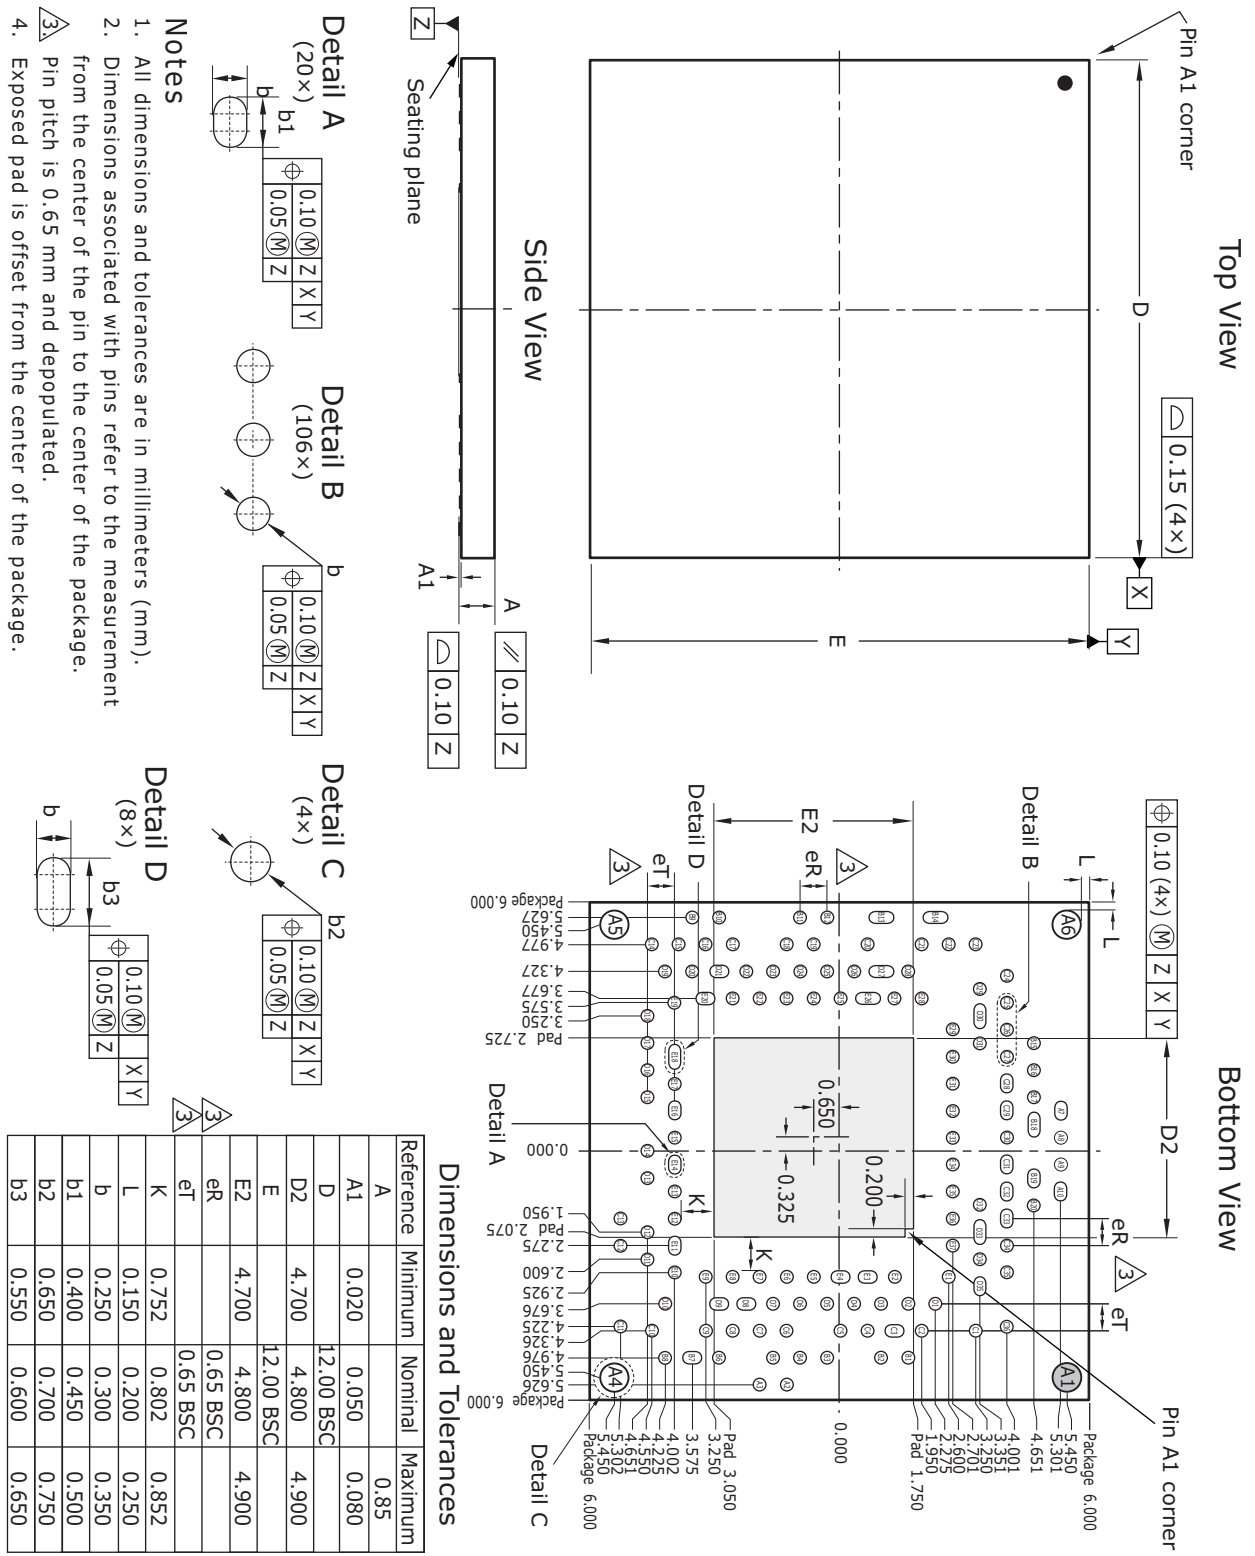 Top View
Pin A1 corner
D
0.15 (4×)
X
Y
E
Side View
Z
Seating plane
A1
A
0.10 Z
0.10 Z
Bottom View
0.10 (4×) M Z X Y
D2
eR
3
eT
Pin A1 corner
L
L
Detail B
E2
eR
3
Detail D
eT
3
A6
A5
A1
A4
0.650
0.325
0.200
K
K
Detail A
Detail C
Package 6.000
5.627
5.450
4.977
4.327
3.677
3.575
3.250
Pad 2.725
0.000
1.950
Pad 2.075
2.275
2.600
2.925
3.676
4.225
4.326
4.976
5.450
5.626
Package 6.000
Package 6.000
5.450
5.301
4.651
4.001
3.351
3.250
2.701
2.600
2.275
1.950
Pad 1.750
0.000
Pad 3.050
3.250
3.575
4.002
4.225
4.550
4.651
5.302
5.450
Package 6.000
Detail A
(20×)
b
b1
0.10 M Z X Y
0.05 M Z
Detail B
(106×)
b
0.10 M Z X Y
0.05 M Z
Detail C
(4×)
b2
0.10 M Z X Y
0.05 M Z
Detail D
(8×)
b
b3
0.10 M X Y
0.05 M Z
Notes
1. All dimensions and tolerances are in millimeters (mm).
2. Dimensions associated with pins refer to the measurement
from the center of the pin to the center of the package.
3. Pin pitch is 0.65 mm and depopulated.
4. Exposed pad is offset from the center of the package.
Dimensions and Tolerances
Reference Minimum Nominal Maximum
A 0.85
A1 0.020 0.050 0.080
D 12.00 BSC
D2 4.700 4.800 4.900
E 12.00 BSC
E2 4.700 4.800 4.900
3 eR 0.65 BSC
3 eT 0.65 BSC
K 0.752 0.802 0.852
L 0.150 0.200 0.250
b 0.250 0.300 0.350
b1 0.400 0.450 0.500
b2 0.650 0.700 0.750
b3 0.550 0.600 0.650